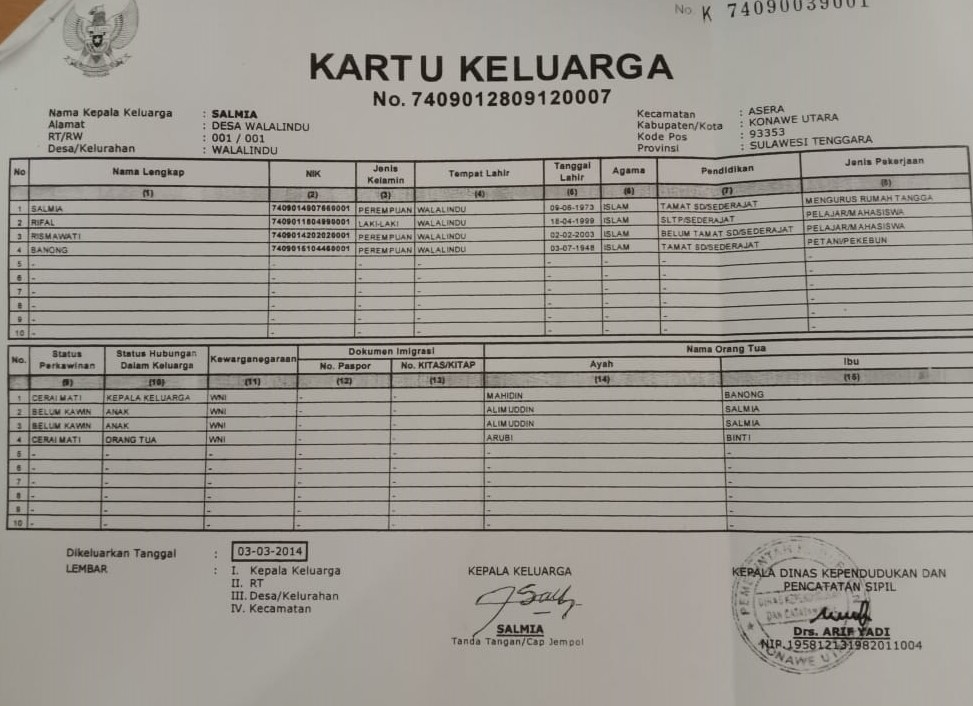 No. K 74090039001
KARTU KELUARGA
No. 7409012809120007
Nama Kepala Keluarga : SALMIA
Alamat : DESA WALALINDU
RT/RW : 001 / 001
Desa/Kelurahan : WALALINDU
Kecamatan : ASERA
Kabupaten/Kota : KONAWE UTARA
Kode Pos : 93353
Provinsi : SULAWESI TENGGARA
No Nama Lengkap NIK Jenis Kelamin Tempat Lahir Tanggal Lahir Agama Pendidikan Jenis Pekerjaan
(1) (2) (3) (4) (5) (6) (7) (8)
1 SALMIA 7409014907660001 PEREMPUAN WALALINDU 09-06-1973 ISLAM TAMAT SD/SEDERAJAT MENGURUS RUMAH TANGGA
2 RIFAL 7409011804990001 LAKI-LAKI WALALINDU 18-04-1999 ISLAM SLTP/SEDERAJAT PELAJAR/MAHASISWA
3 RISMAWATI 7409014202020001 PEREMPUAN WALALINDU 02-02-2003 ISLAM BELUM TAMAT SD/SEDERAJAT PELAJAR/MAHASISWA
4 BANONG 7409015104460001 PEREMPUAN WALALINDU 03-07-1948 ISLAM TAMAT SD/SEDERAJAT PETANI/PEKEBUN
5 - - - - - - - -
6 - - - - - - - -
7 - - - - - - - -
8 - - - - - - - -
9 - - - - - - - -
10 - - - - - - - -
No. Status Perkawinan Status Hubungan Dalam Keluarga Kewarganegaraan Dokumen Imigrasi Nama Orang Tua
No. Paspor No. KITAS/KITAP Ayah Ibu
(9) (10) (11) (12) (13) (14) (15)
1 CERAI MATI KEPALA KELUARGA WNI - - MAHIDIN BANONG
2 BELUM KAWIN ANAK WNI - - ALIMUDDIN SALMIA
3 BELUM KAWIN ANAK WNI - - ALIMUDDIN SALMIA
4 CERAI MATI ORANG TUA WNI - - ARUBI BINTI
5 - - - - - - -
6 - - - - - - -
7 - - - - - - -
8 - - - - - - -
9 - - - - - - -
10 - - - - - - -
Dikeluarkan Tanggal : 03-03-2014
LEMBAR : I. Kepala Keluarga
II. RT
III. Desa/Kelurahan
IV. Kecamatan
KEPALA KELUARGA
SALMIA
Tanda Tangan/Cap Jempol
KEPALA DINAS KEPENDUDUKAN DAN
PENCATATAN SIPIL
Drs. ARIF YADI
NIP.195812131982011004